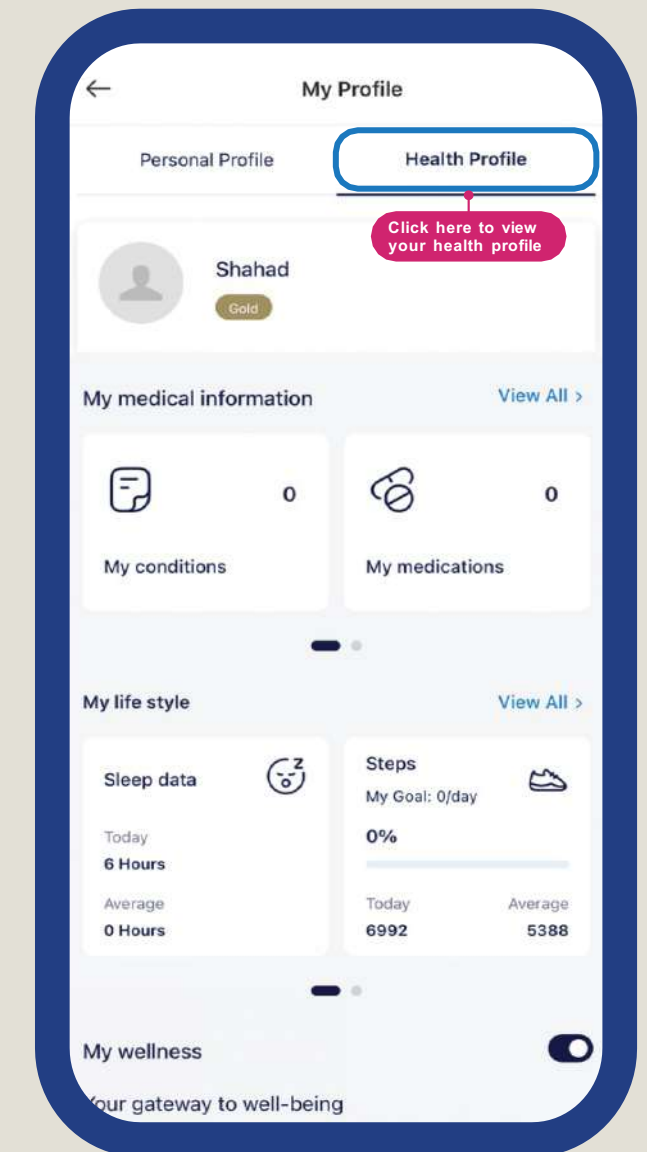 My Profile
Personal Profile
Health Profile
Click here to view
your health profile
Shahad
Gold
My medical information
View All >
0
My conditions
0
My medications
My life style
View All >
Sleep data
Z
Today
6 Hours
Average
0 Hours
Steps
My Goal: 0/day
0%
Today
Average
6992
5388
My wellness
Your gateway to well-being